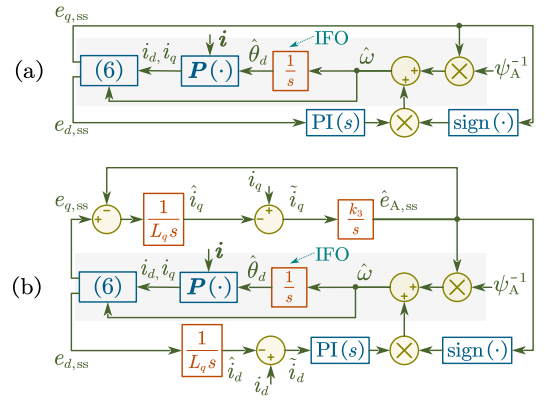 e_{q,ss}
(a)
(6)
i_d, i_q
i
P(·)
θ̂_d
IFO
1/s
ω̂
+
+
×
ψ_A^{-1}
e_{d,ss}
PI(s)
×
sign(·)
(b)
e_{q,ss}
+
−
1/(L_q s)
î_q
i_q
−
+
ĩ_q
k_3/s
ê_{A,ss}
(6)
i_d, i_q
i
P(·)
θ̂_d
IFO
1/s
ω̂
+
+
×
ψ_A^{-1}
e_{d,ss}
1/(L_q s)
î_d
−
+
i_d
ĩ_d
PI(s)
×
sign(·)